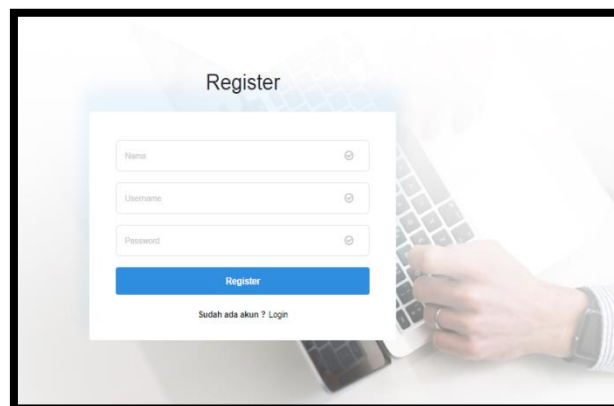 Register
Nama
Username
Password
Register
Sudah ada akun ? Login